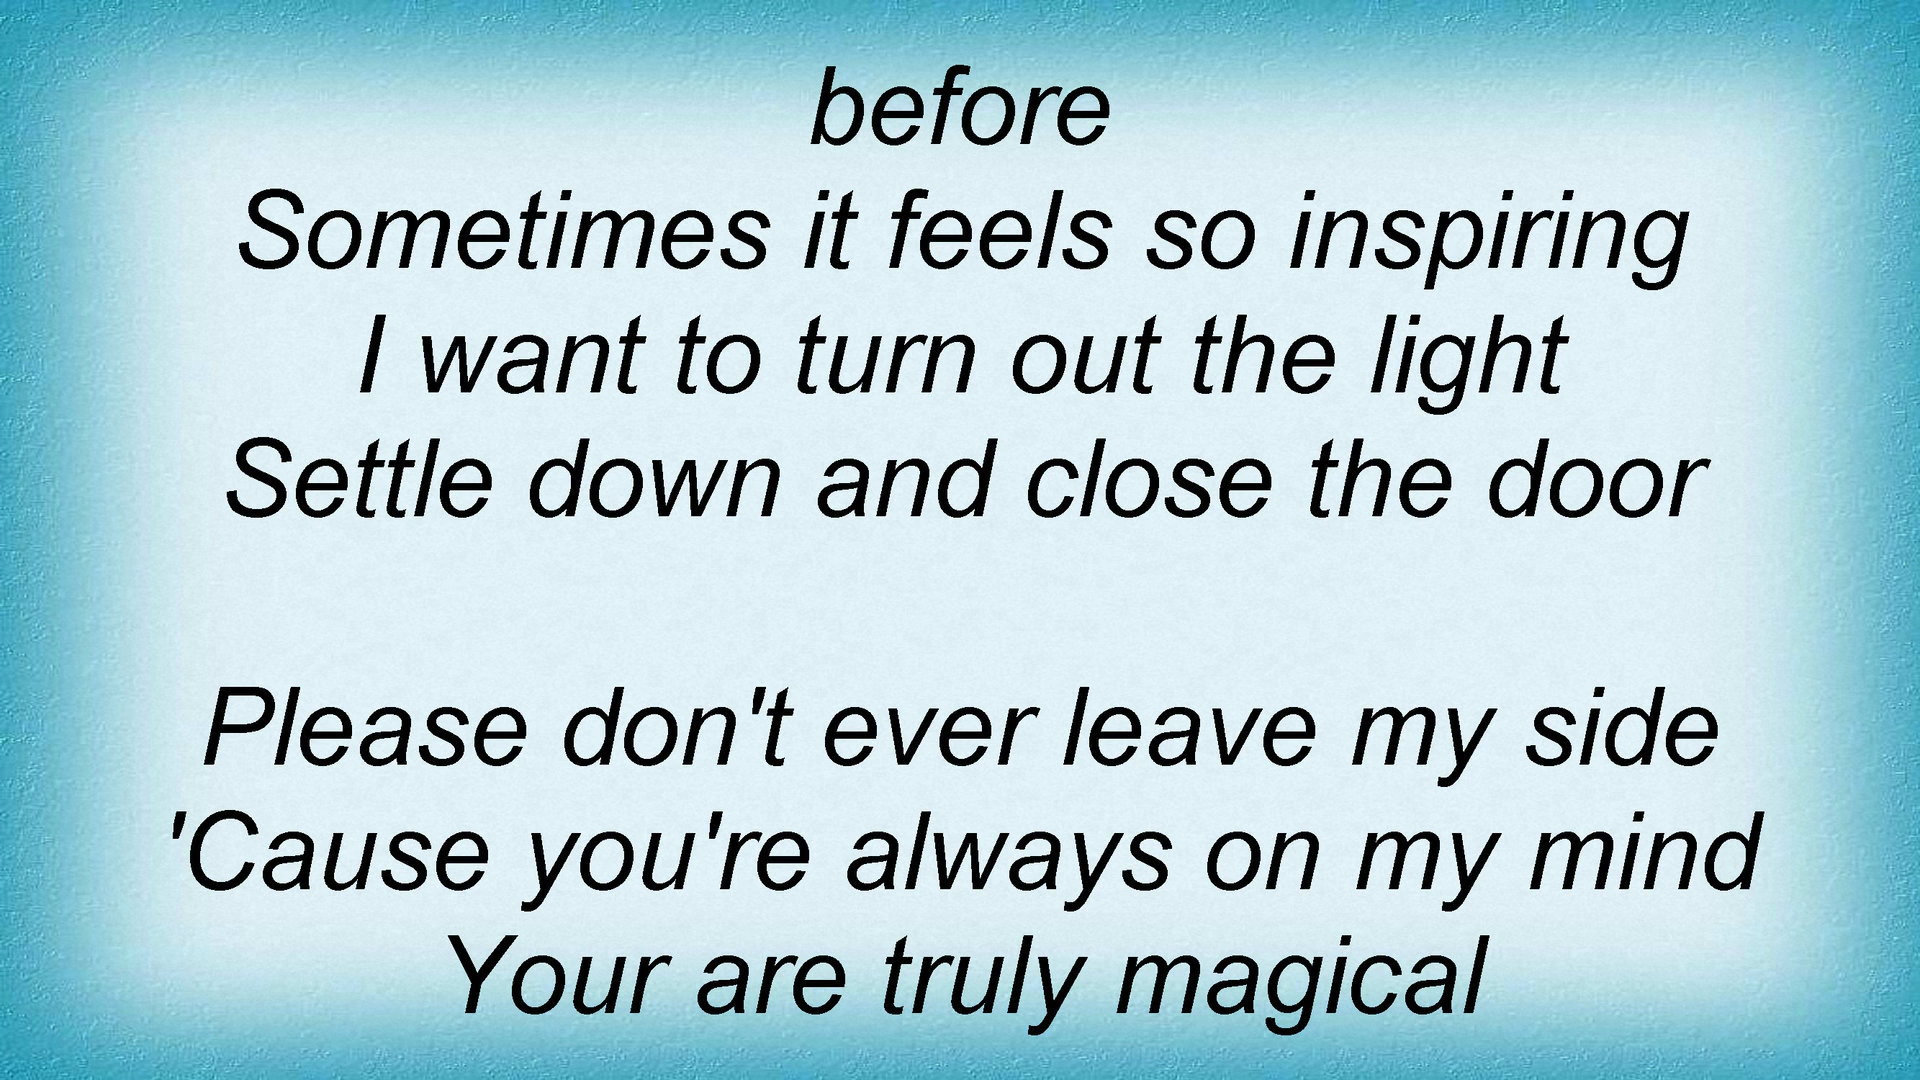 before
Sometimes it feels so inspiring
I want to turn out the light
Settle down and close the door
Please don't ever leave my side
'Cause you're always on my mind
Your are truly magical